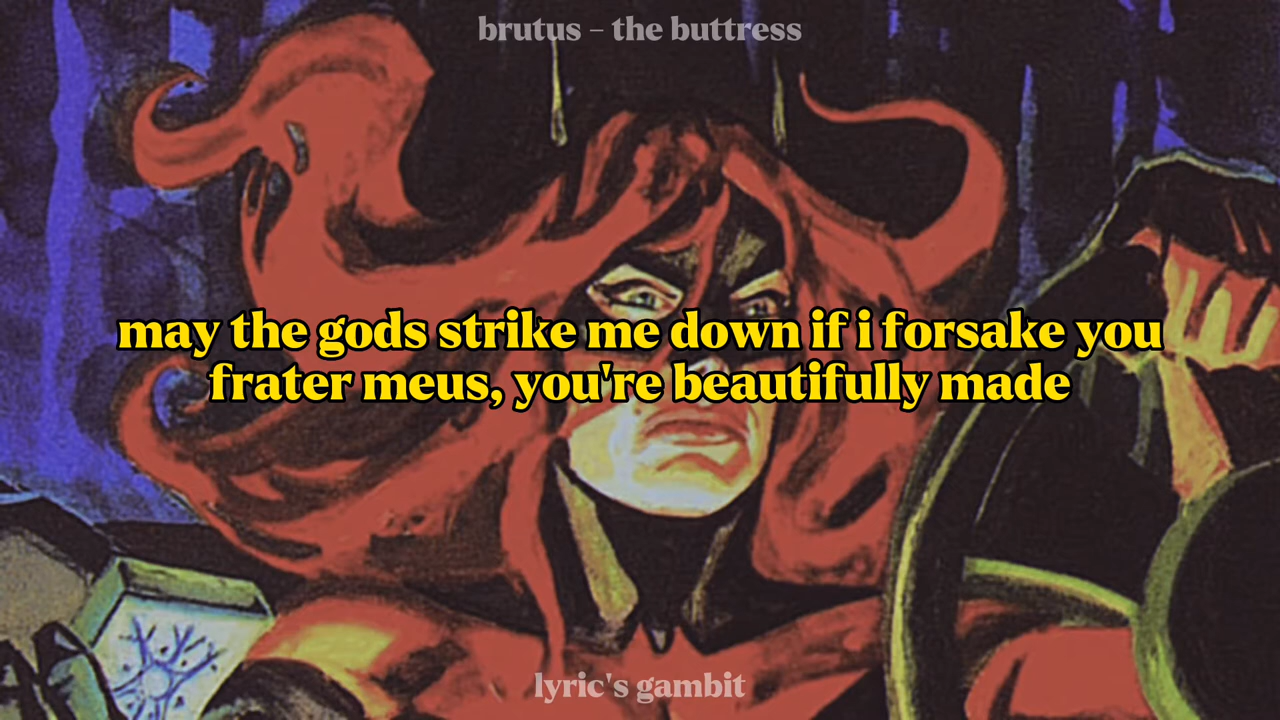 brutus – the buttress
may the gods strike me down if i forsake you
frater meus, you're beautifully made
lyric's gambit